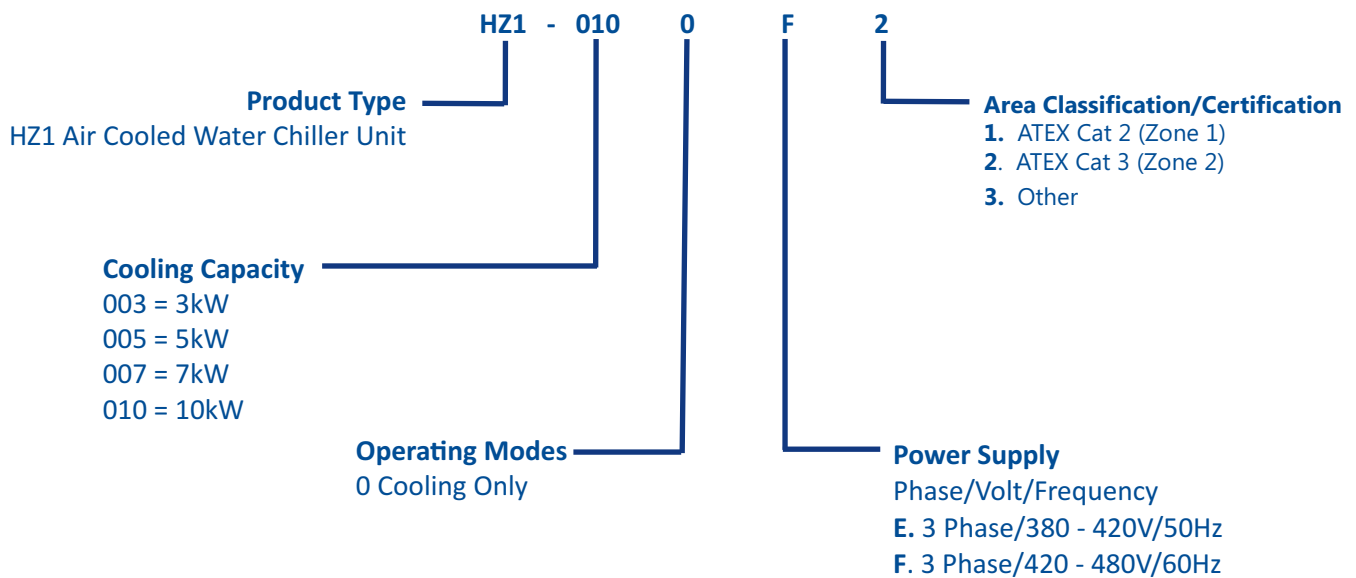 HZ1 - 010 0 F 2
Product Type
HZ1 Air Cooled Water Chiller Unit
Area Classification/Certification
1. ATEX Cat 2 (Zone 1)
2. ATEX Cat 3 (Zone 2)
3. Other
Cooling Capacity
003 = 3kW
005 = 5kW
007 = 7kW
010 = 10kW
Operating Modes
0 Cooling Only
Power Supply
Phase/Volt/Frequency
E. 3 Phase/380 - 420V/50Hz
F. 3 Phase/420 - 480V/60Hz